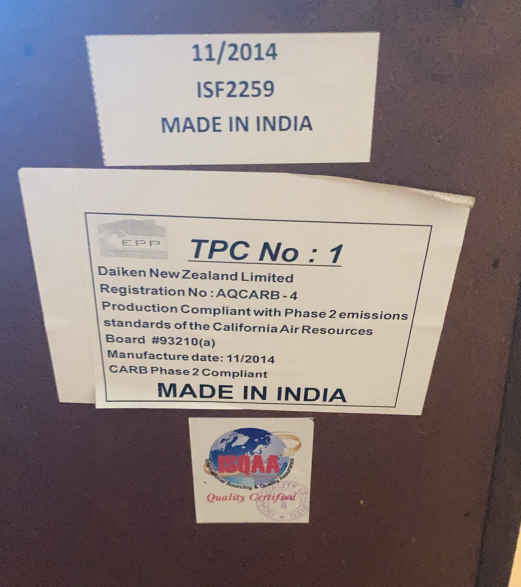 11/2014
ISF2259
MADE IN INDIA
EPP
TPC No : 1
Daiken New Zealand Limited
Registration No : AQCARB - 4
Production Compliant with Phase 2 emissions
standards of the California Air Resources
Board #93210(a)
Manufacture date: 11/2014
CARB Phase 2 Compliant
MADE IN INDIA
ISQAA
Quality Certified